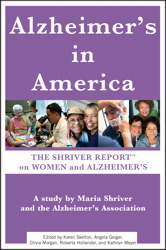 Alzheimer's in
America
THE SHRIVER REPORT™
on WOMEN and ALZHEIMER'S
A study by Maria Shriver
and the Alzheimer's Association
Edited by Karen Skelton, Angela Geiger,
Olivia Morgan, Roberta Hollander, and Kathryn Meyer